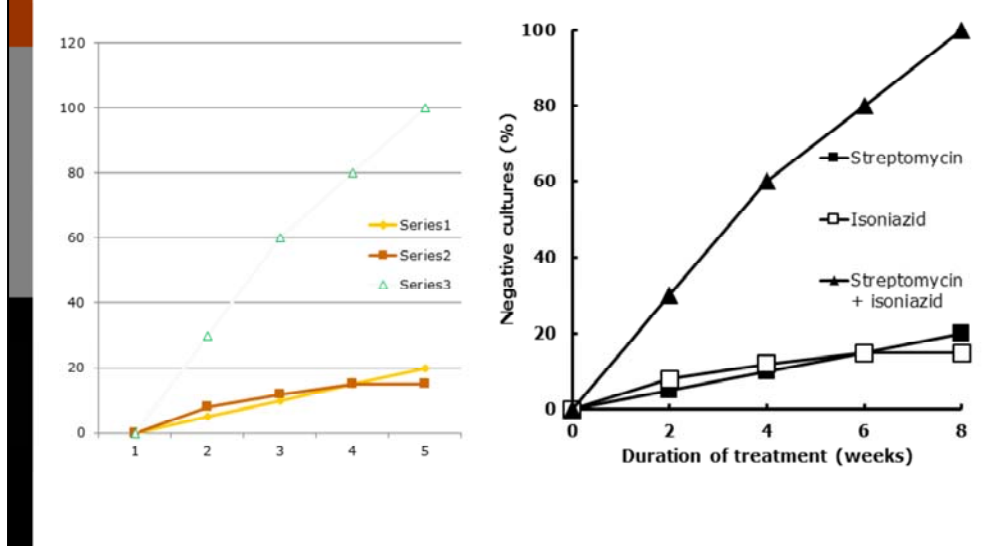 120
100
80
60
40
20
0
1 2 3 4 5
Series1
Series2
Series3
Negative cultures (%)
100
80
60
40
20
0
0 2 4 6 8
Duration of treatment (weeks)
Streptomycin
Isoniazid
Streptomycin
+ isoniazid